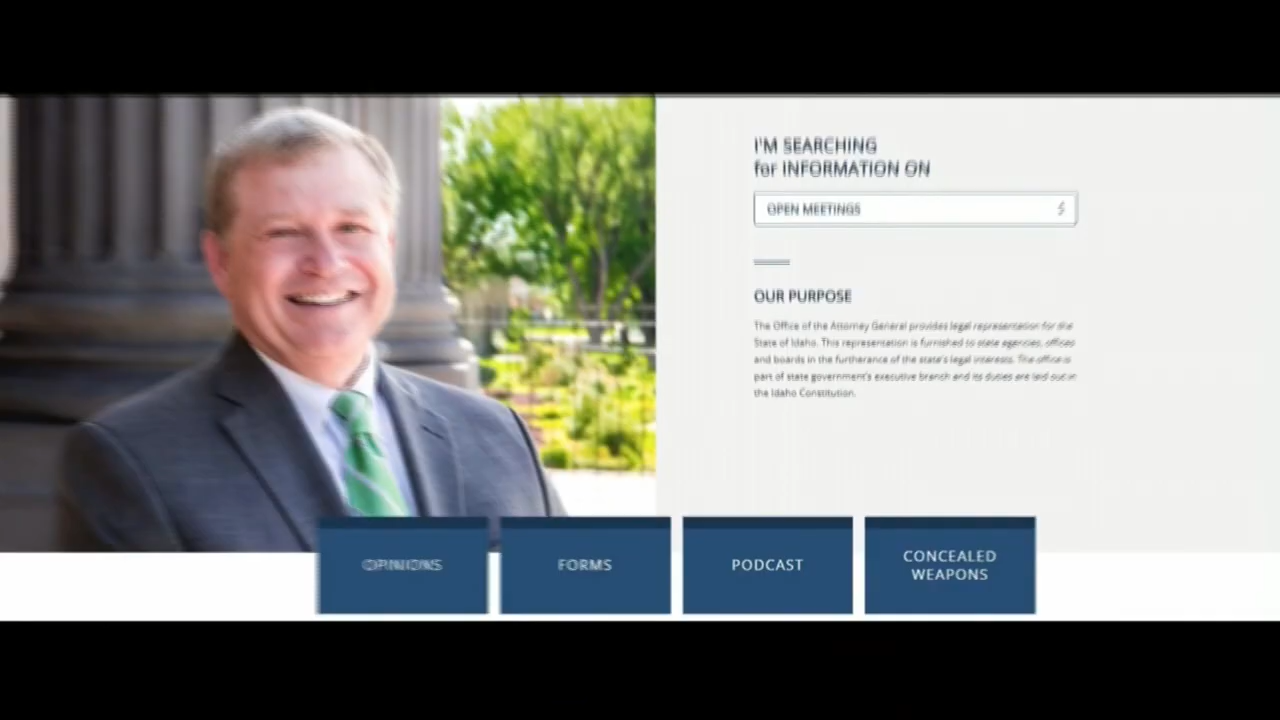 I'M SEARCHING
for INFORMATION ON
OPEN MEETINGS
OUR PURPOSE
The Office of the Attorney General provides legal representation for the
State of Idaho. This representation is furnished to state agencies, offices
and boards in the furtherance of the state's legal interests. The office is
part of state government's executive branch and its duties are laid out in
the Idaho Constitution.
OPINIONS
FORMS
PODCAST
CONCEALED
WEAPONS